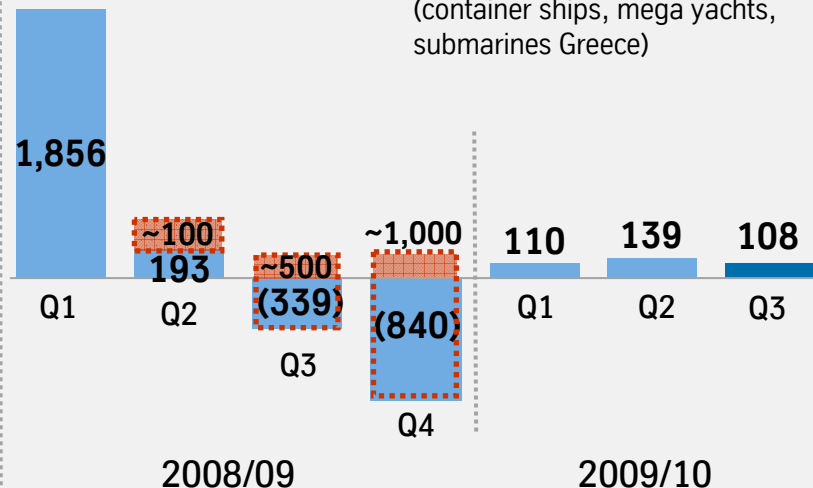 (container ships, mega yachts,
submarines Greece)
1,856
~100
193
~500
(339)
~1,000
(840)
110
139
108
Q1
Q2
Q3
Q4
Q1
Q2
Q3
2008/09
2009/10